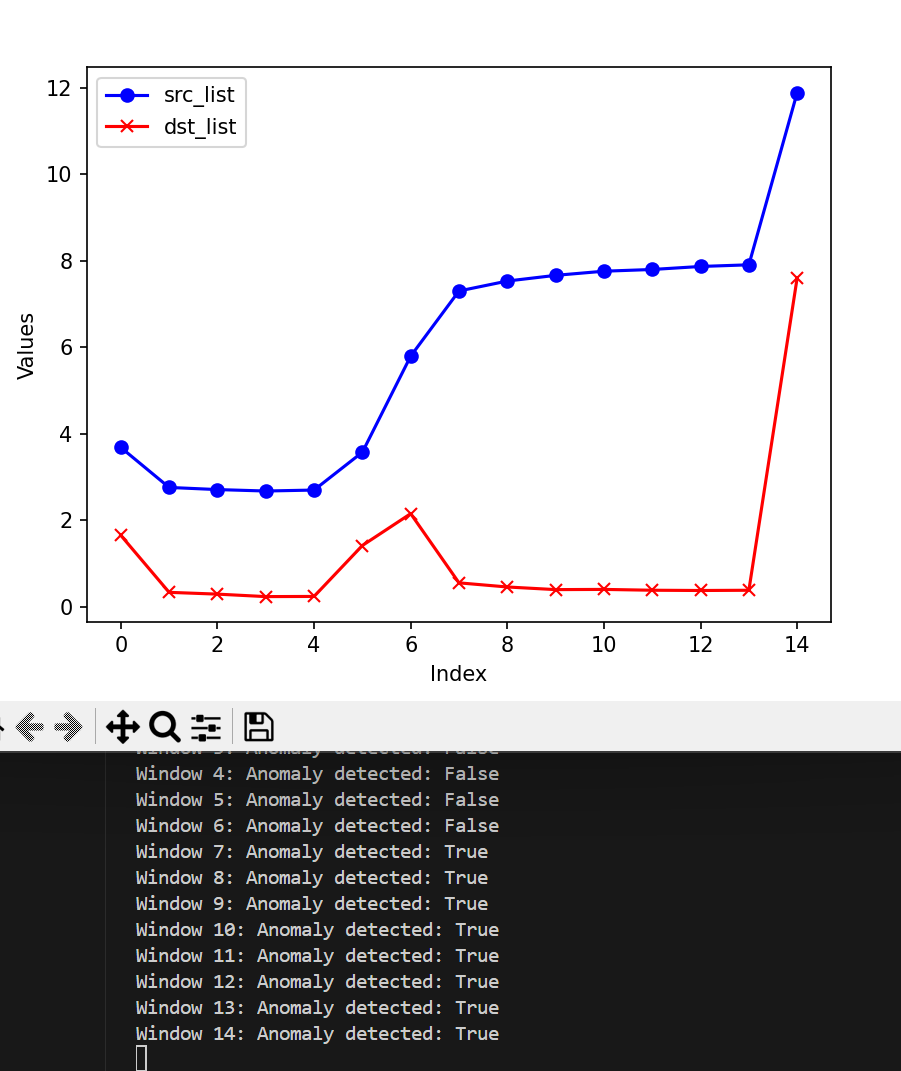 12
src_list
dst_list
10
8
6
4
2
0
Values
0 2 4 6 8 10 12 14
Index
Window 4: Anomaly detected: False
Window 5: Anomaly detected: False
Window 6: Anomaly detected: False
Window 7: Anomaly detected: True
Window 8: Anomaly detected: True
Window 9: Anomaly detected: True
Window 10: Anomaly detected: True
Window 11: Anomaly detected: True
Window 12: Anomaly detected: True
Window 13: Anomaly detected: True
Window 14: Anomaly detected: True